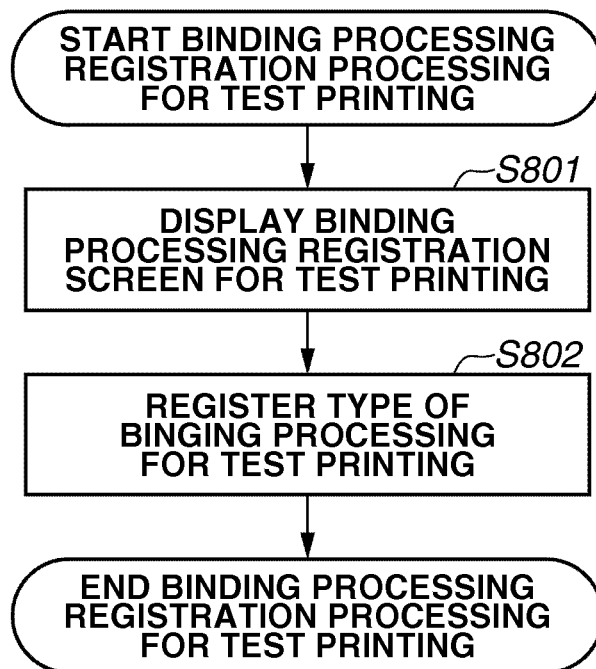 START BINDING PROCESSING
REGISTRATION PROCESSING
FOR TEST PRINTING
S801
DISPLAY BINDING
PROCESSING REGISTRATION
SCREEN FOR TEST PRINTING
S802
REGISTER TYPE OF
BINGING PROCESSING
FOR TEST PRINTING
END BINDING PROCESSING
REGISTRATION PROCESSING
FOR TEST PRINTING